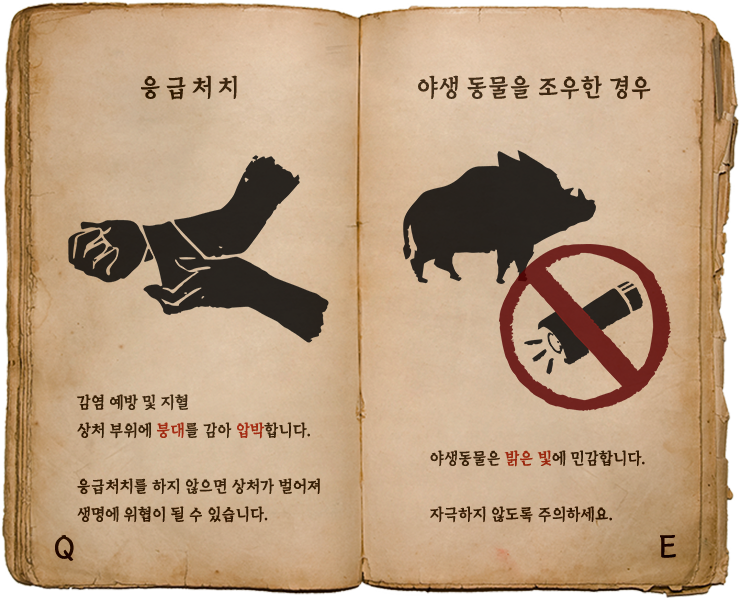 응급처치
감염 예방 및 지혈
상처 부위에 붕대를 감아 압박합니다.
응급처치를 하지 않으면 상처가 벌어져
생명에 위협이 될 수 있습니다.
Q
야생 동물을 조우한 경우
야생동물은 밝은 빛에 민감합니다.
자극하지 않도록 주의하세요.
E